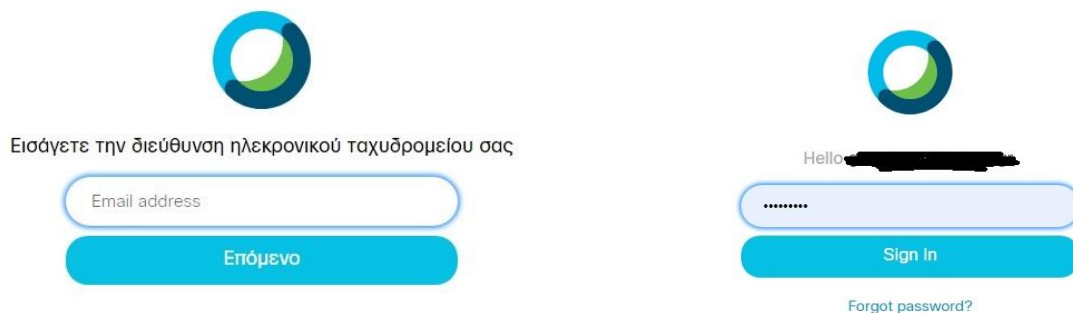 Εισάγετε την διεύθυνση ηλεκρονικού ταχυδρομείου σας
Email address
Επόμενο
Hello
•••••••••
Sign In
Forgot password?